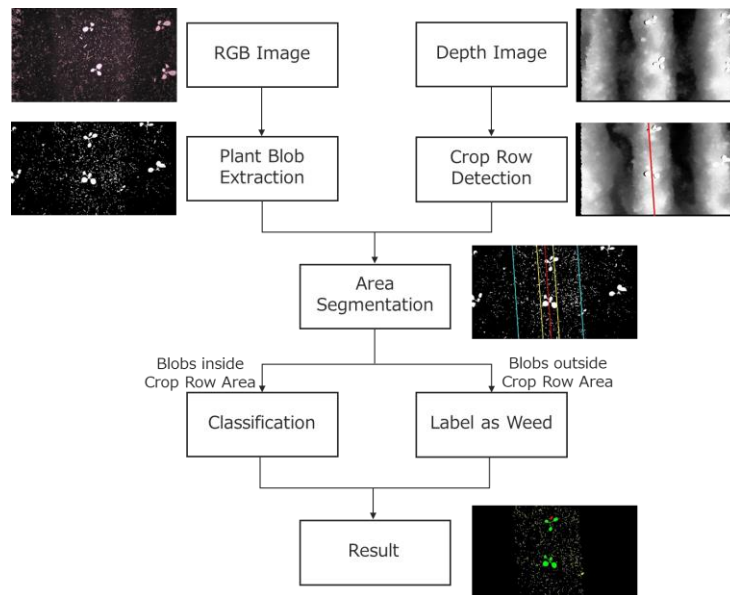 RGB Image
Depth Image
Plant Blob
Extraction
Crop Row
Detection
Area
Segmentation
Blobs inside
Crop Row Area
Blobs outside
Crop Row Area
Classification
Label as Weed
Result